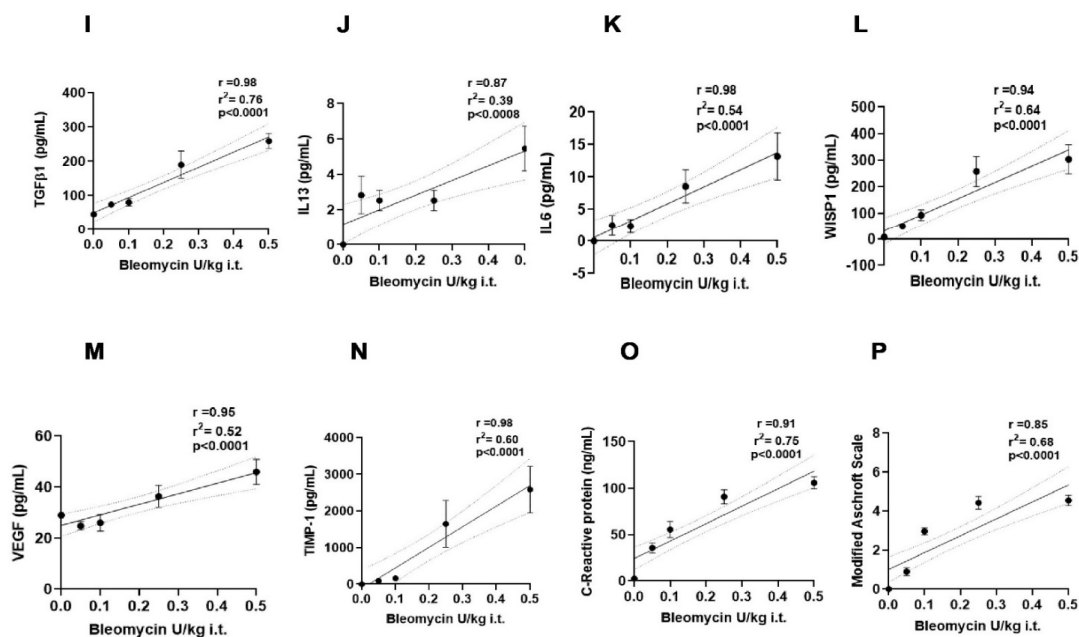 I
r =0.98
r²= 0.76
p<0.0001
TGFβ1 (pg/mL)
400
300
200
100
0
0.0 0.1 0.2 0.3 0.4 0.5
Bleomycin U/kg i.t.
J
r =0.87
r²= 0.39
p<0.0008
IL13 (pg/mL)
8
6
4
2
0
0.0 0.1 0.2 0.3 0.4 0.
Bleomycin U/kg i.t.
K
r =0.98
r²= 0.54
p<0.0001
IL6 (pg/mL)
20
15
10
5
0
-5
0.1 0.2 0.3 0.4 0.5
Bleomycin U/kg i.t.
L
r =0.94
r²= 0.64
p<0.0001
WISP1 (pg/mL)
500
400
300
200
100
0
-100
0.1 0.2 0.3 0.4 0.5
Bleomycin U/kg i.t.
M
r =0.95
r²= 0.52
p<0.0001
VEGF (pg/mL)
60
40
20
0
0.0 0.1 0.2 0.3 0.4 0.5
Bleomycin U/kg i.t.
N
r =0.98
r²= 0.60
p<0.0001
TIMP-1 (pg/mL)
4000
3000
2000
1000
0
0.0 0.1 0.2 0.3 0.4 0.5
Bleomycin U/kg i.t.
O
r =0.91
r²= 0.75
p<0.0001
C-Reactive protein (ng/mL)
150
100
50
0
0.0 0.1 0.2 0.3 0.4 0.5
Bleomycin U/kg i.t.
P
r =0.85
r²= 0.68
p<0.0001
Modified Aschroft Scale
8
6
4
2
0
0.0 0.1 0.2 0.3 0.4 0.5
Bleomycin U/kg i.t.